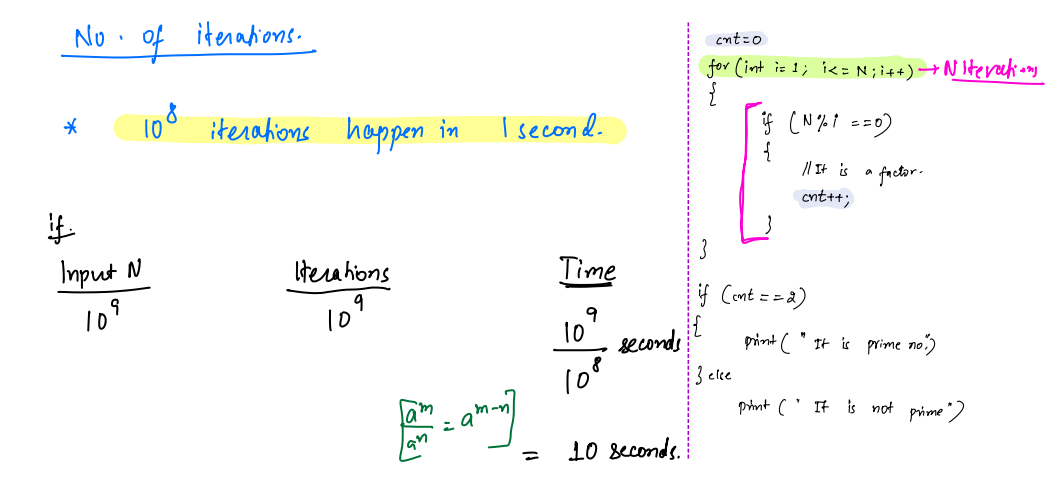 No. of iterations.
* 10^8 iterations happen in 1 second.
if.
Input N Iterations Time
10^9 10^9 10^9 / 10^8 seconds
[a^m / a^n = a^m-n]
= 10 seconds.
cnt=0
for (int i=1; i<=N; i++) → N Iterations
{
if (N%i ==0)
{
// It is a factor.
cnt++;
}
}
if (cnt ==2)
{
print (" It is prime no.")
} else
print (" It is not prime")